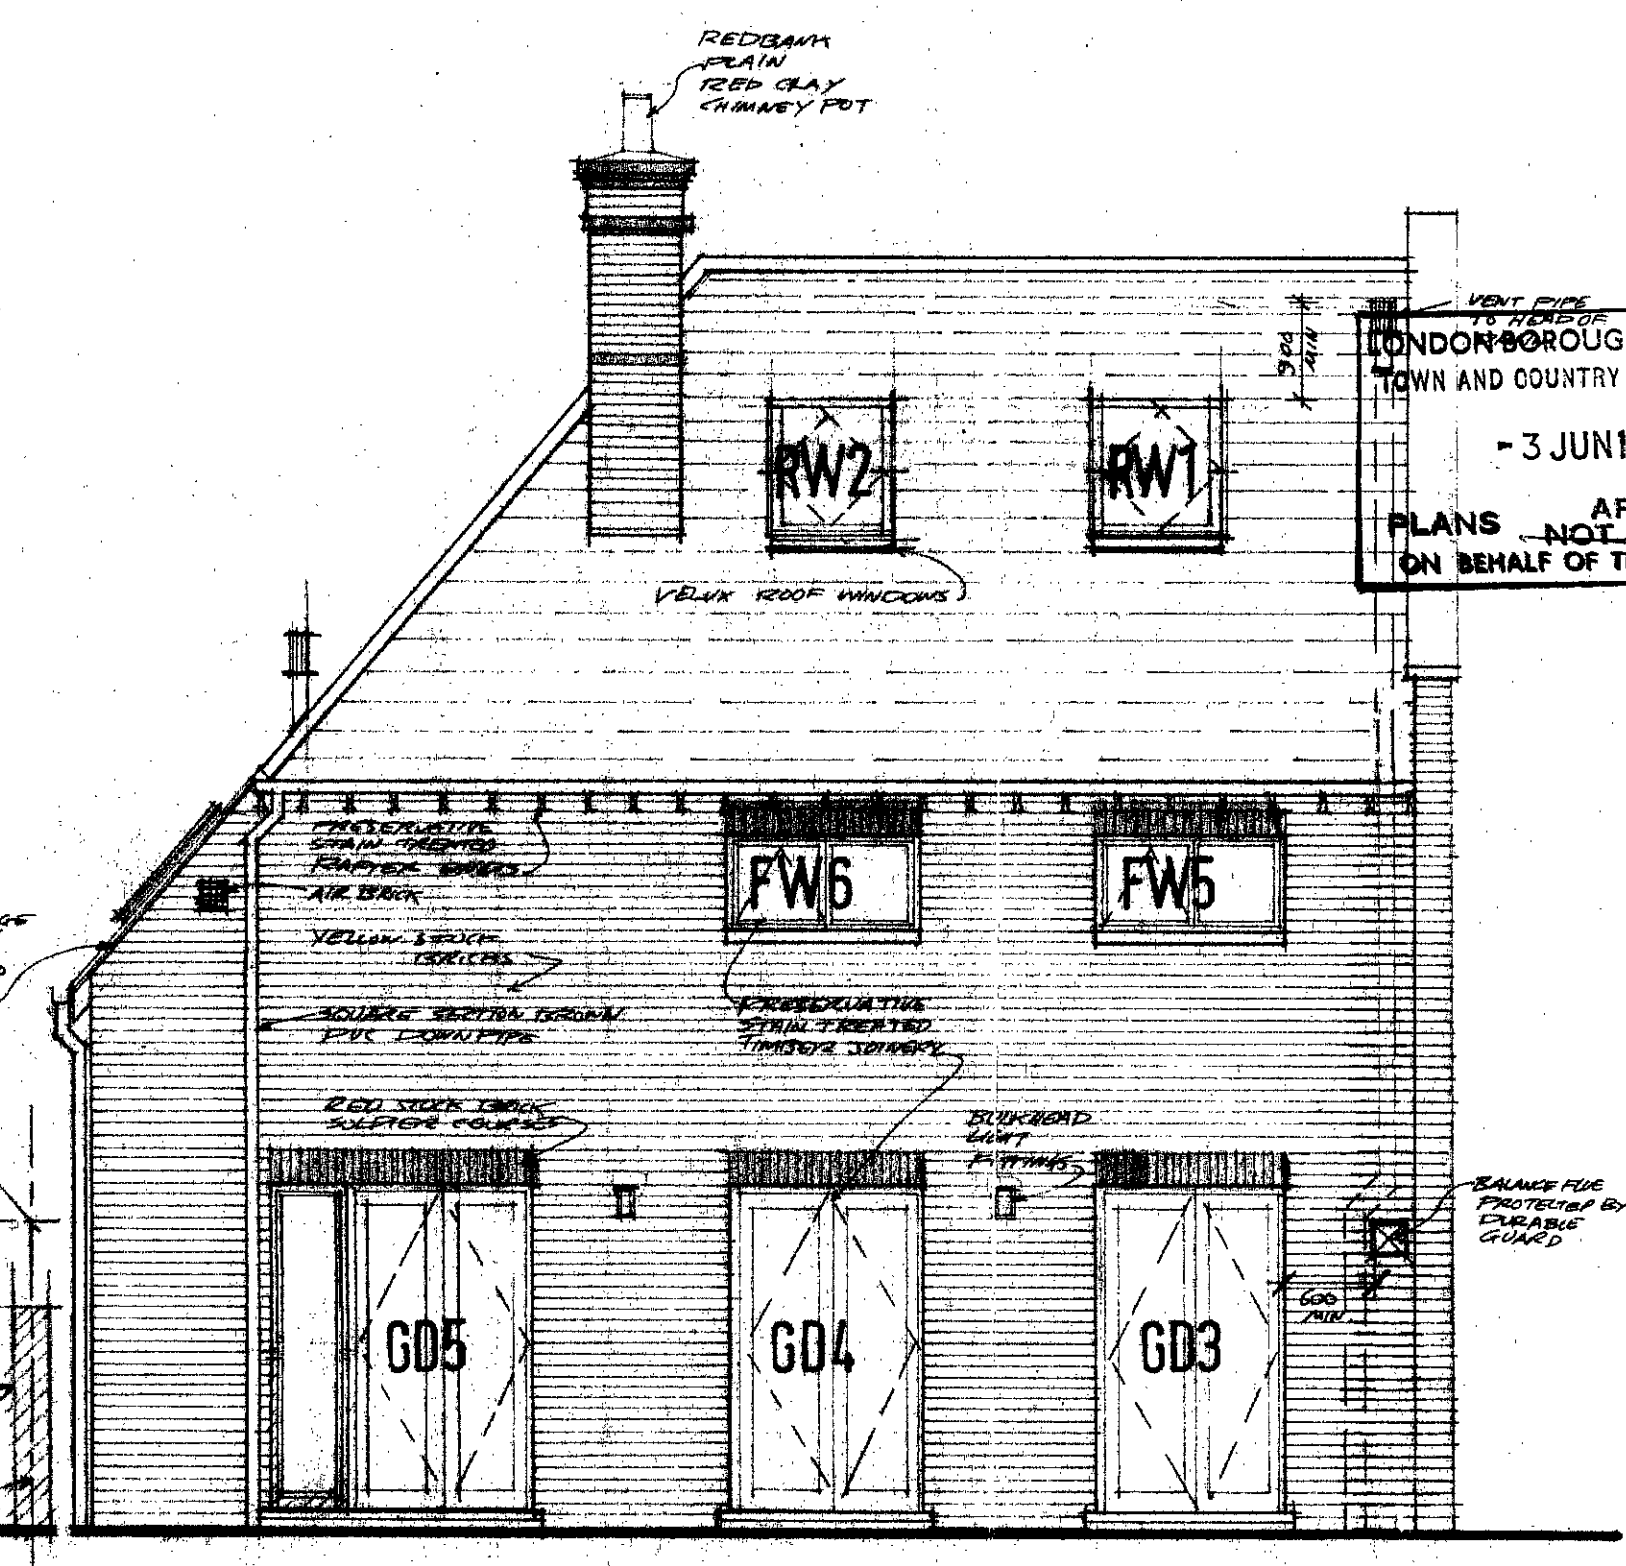 REDBANK
PLAIN
RED CLAY
CHIMNEY POT
VENT PIPE
TO HEAD OF
900
MIN
LONDON BOROUG
TOWN AND COUNTRY
- 3 JUN 1
PLANS
NOT
ON BEHALF OF T
RW2
RW1
VELUX ROOF WINDOWS
PRESERVATIVE
STAIN TREATED
RAFTER
AIR BRICK
FW6
FW5
YELLOW STOCK
BRICKS
SQUARE SECTION BROWN
PVC DOWNPIPE
PRESERVATIVE
STAIN TREATED
TIMBER JOINERY
RED STOCK BRICK
SOLDIER COURSES
BULKHEAD
LIGHT
FITTINGS
BALANCE FLUE
PROTECTED BY
DURABLE
GUARD
600
MIN.
GD5
GD4
GD3